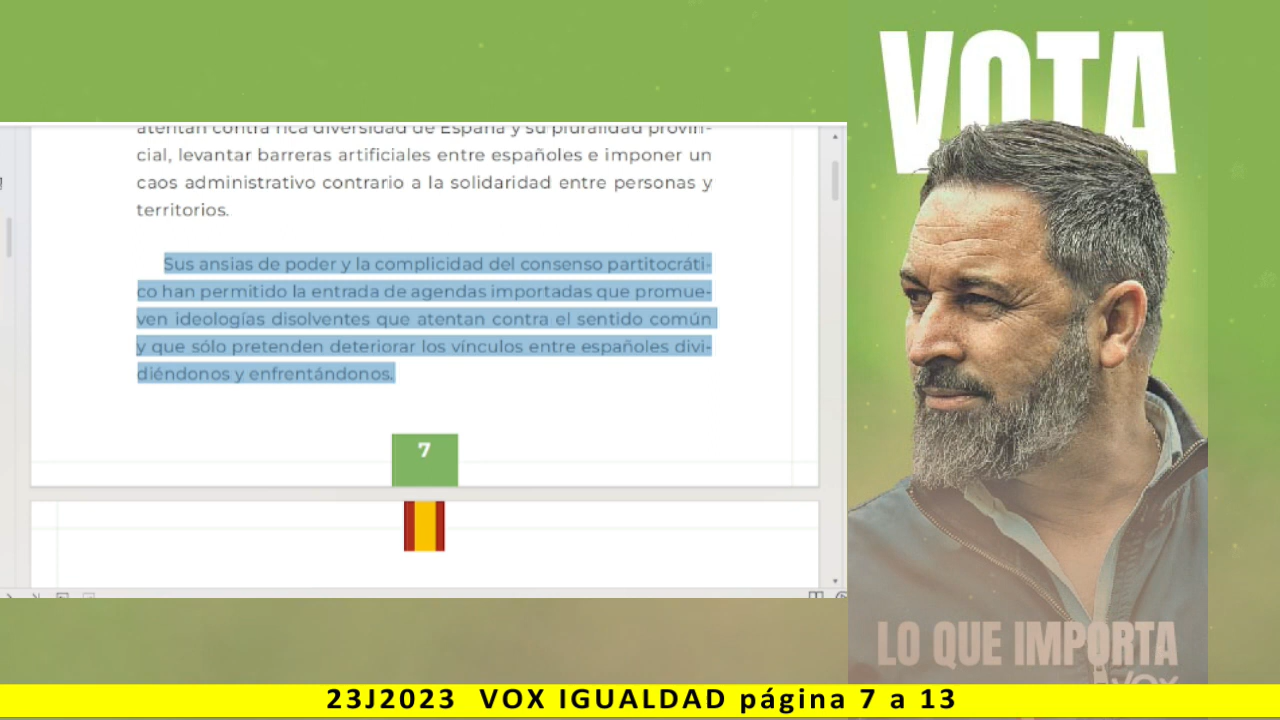 VOTA
atentan contra rica diversidad de España y su pluralidad provin-
cial, levantar barreras artificiales entre españoles e imponer un
caos administrativo contrario a la solidaridad entre personas y
territorios.
Sus ansias de poder y la complicidad del consenso partitocráti-
co han permitido la entrada de agendas importadas que promue-
ven ideologías disolventes que atentan contra el sentido común
y que sólo pretenden deteriorar los vínculos entre españoles divi-
diéndonos y enfrentándonos.
7
LO QUE IMPORTA
VOX
23J2023 VOX IGUALDAD página 7 a 13